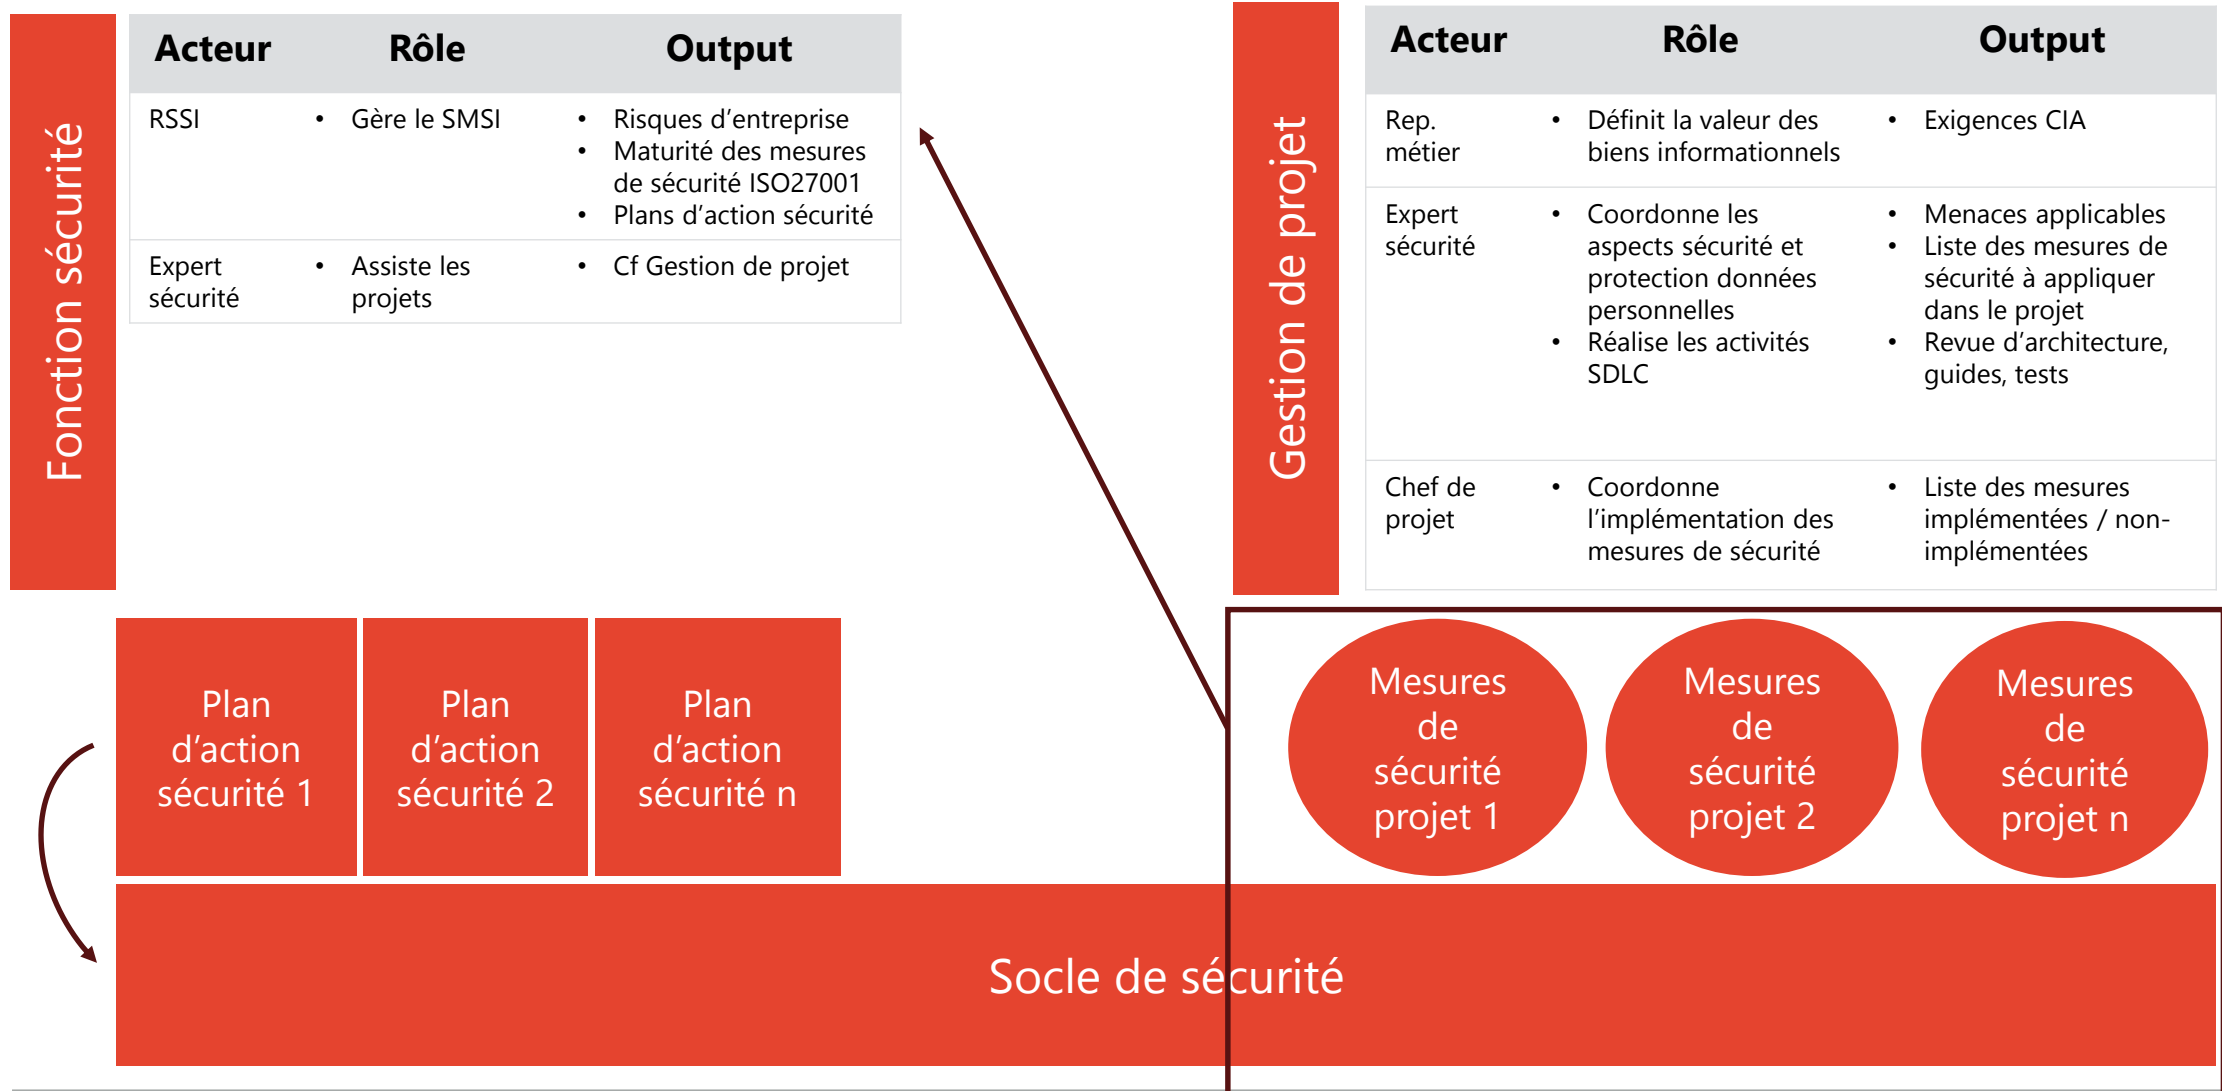 Fonction sécurité
Acteur Rôle Output
RSSI • Gère le SMSI • Risques d’entreprise
• Maturité des mesures
de sécurité ISO27001
• Plans d’action sécurité
Expert • Assiste les • Cf Gestion de projet
sécurité projets
Gestion de projet
Acteur Rôle Output
Rep. • Définit la valeur des • Exigences CIA
métier biens informationnels
Expert • Coordonne les • Menaces applicables
sécurité aspects sécurité et • Liste des mesures de
protection données sécurité à appliquer
personnelles dans le projet
• Réalise les activités • Revue d’architecture,
SDLC guides, tests
Chef de • Coordonne • Liste des mesures
projet l’implémentation des implémentées / non-
mesures de sécurité implémentées
Plan
d’action
sécurité 1
Plan
d’action
sécurité 2
Plan
d’action
sécurité n
Mesures
de
sécurité
projet 1
Mesures
de
sécurité
projet 2
Mesures
de
sécurité
projet n
Socle de sécurité